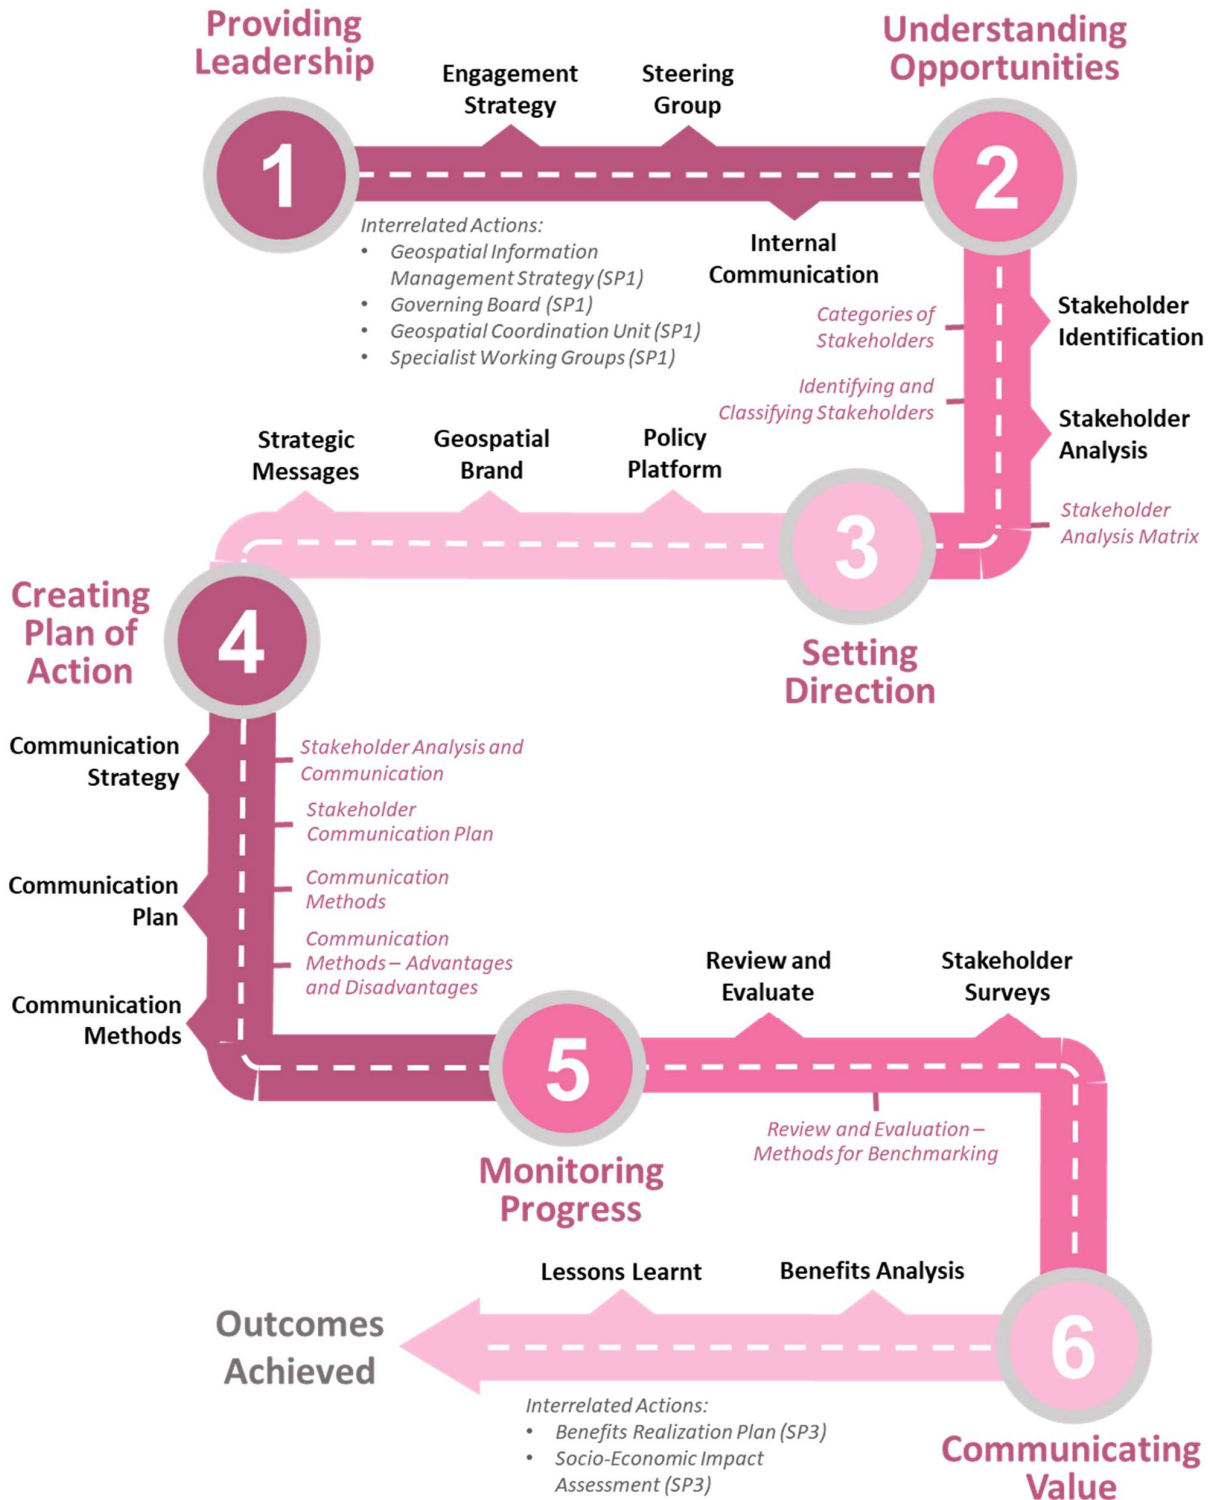 Providing
Leadership
1
Engagement
Strategy
Steering
Group
Internal
Communication
Interrelated Actions:
• Geospatial Information
Management Strategy (SP1)
• Governing Board (SP1)
• Geospatial Coordination Unit (SP1)
• Specialist Working Groups (SP1)
Understanding
Opportunities
2
Categories of
Stakeholders
Identifying and
Classifying Stakeholders
Stakeholder
Identification
Stakeholder
Analysis
Stakeholder
Analysis Matrix
3
Setting
Direction
Policy
Platform
Geospatial
Brand
Strategic
Messages
Creating
Plan of
Action
4
Communication
Strategy
Communication
Plan
Communication
Methods
Stakeholder Analysis and
Communication
Stakeholder
Communication Plan
Communication
Methods
Communication
Methods – Advantages
and Disadvantages
5
Monitoring
Progress
Review and
Evaluate
Stakeholder
Surveys
Review and Evaluation –
Methods for Benchmarking
6
Communicating
Value
Benefits Analysis
Lessons Learnt
Interrelated Actions:
• Benefits Realization Plan (SP3)
• Socio-Economic Impact
Assessment (SP3)
Outcomes
Achieved